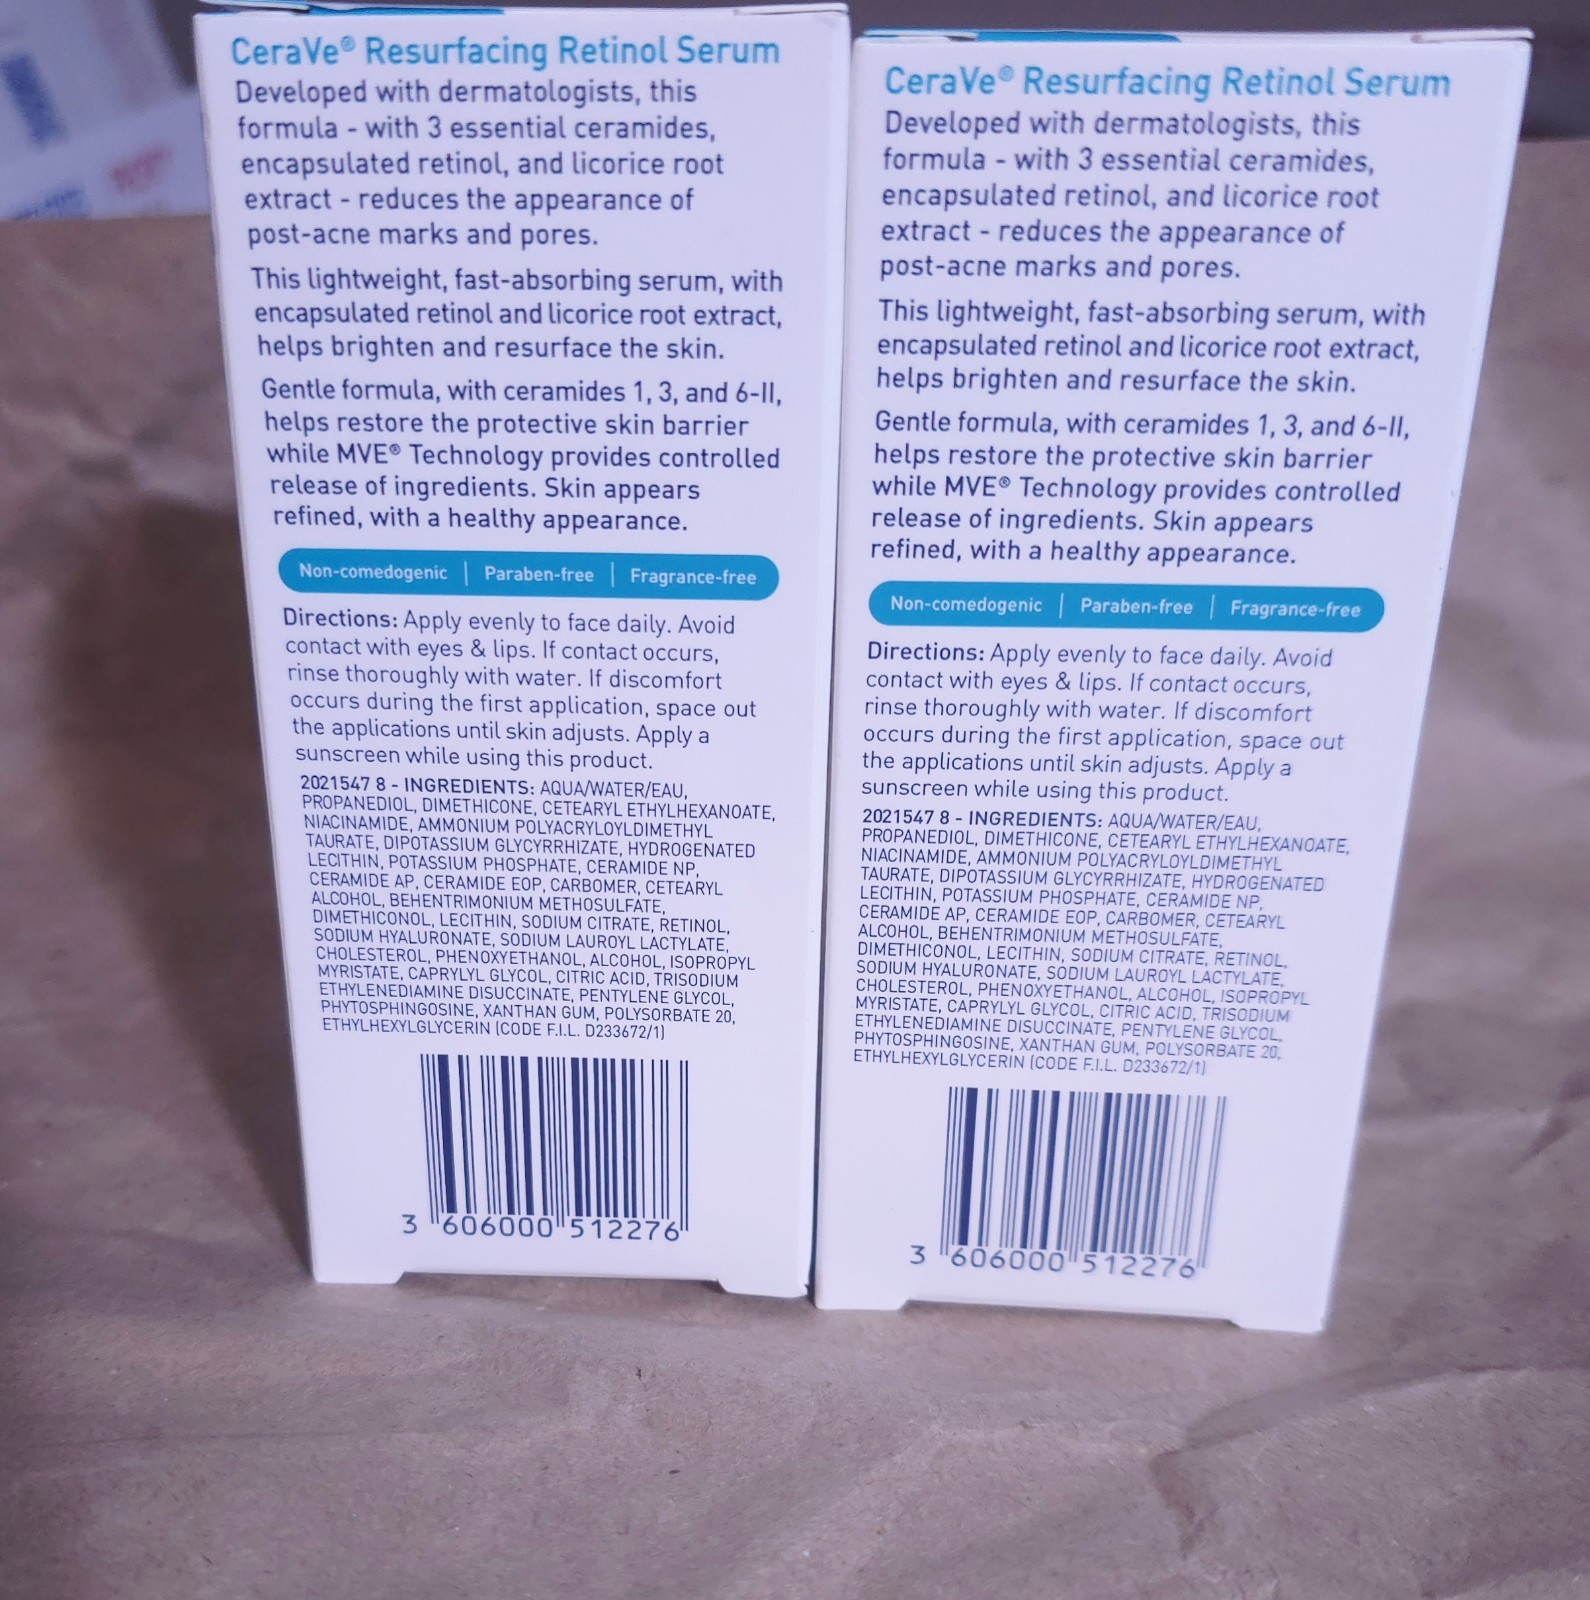 CeraVe® Resurfacing Retinol Serum
Developed with dermatologists, this
formula - with 3 essential ceramides,
encapsulated retinol, and licorice root
extract - reduces the appearance of
post-acne marks and pores.
This lightweight, fast-absorbing serum, with
encapsulated retinol and licorice root extract,
helps brighten and resurface the skin.
Gentle formula, with ceramides 1, 3, and 6-II,
helps restore the protective skin barrier
while MVE® Technology provides controlled
release of ingredients. Skin appears
refined, with a healthy appearance.
Non-comedogenic | Paraben-free | Fragrance-free
Directions: Apply evenly to face daily. Avoid
contact with eyes & lips. If contact occurs,
rinse thoroughly with water. If discomfort
occurs during the first application, space out
the applications until skin adjusts. Apply a
sunscreen while using this product.
2021547 8 - INGREDIENTS: AQUA/WATER/EAU,
PROPANEDIOL, DIMETHICONE, CETEARYL ETHYLHEXANOATE,
NIACINAMIDE, AMMONIUM POLYACRYLOYLDIMETHYL
TAURATE, DIPOTASSIUM GLYCYRRHIZATE, HYDROGENATED
LECITHIN, POTASSIUM PHOSPHATE, CERAMIDE NP,
CERAMIDE AP, CERAMIDE EOP, CARBOMER, CETEARYL
ALCOHOL, BEHENTRIMONIUM METHOSULFATE,
DIMETHICONOL, LECITHIN, SODIUM CITRATE, RETINOL,
SODIUM HYALURONATE, SODIUM LAUROYL LACTYLATE,
CHOLESTEROL, PHENOXYETHANOL, ALCOHOL, ISOPROPYL
MYRISTATE, CAPRYLYL GLYCOL, CITRIC ACID, TRISODIUM
ETHYLENEDIAMINE DISUCCINATE, PENTYLENE GLYCOL,
PHYTOSPHINGOSINE, XANTHAN GUM, POLYSORBATE 20,
ETHYLHEXYLGLYCERIN (CODE F.I.L. D233672/1)
3 606000 512276
CeraVe® Resurfacing Retinol Serum
Developed with dermatologists, this
formula - with 3 essential ceramides,
encapsulated retinol, and licorice root
extract - reduces the appearance of
post-acne marks and pores.
This lightweight, fast-absorbing serum, with
encapsulated retinol and licorice root extract,
helps brighten and resurface the skin.
Gentle formula, with ceramides 1, 3, and 6-II,
helps restore the protective skin barrier
while MVE® Technology provides controlled
release of ingredients. Skin appears
refined, with a healthy appearance.
Non-comedogenic | Paraben-free | Fragrance-free
Directions: Apply evenly to face daily. Avoid
contact with eyes & lips. If contact occurs,
rinse thoroughly with water. If discomfort
occurs during the first application, space out
the applications until skin adjusts. Apply a
sunscreen while using this product.
2021547 8 - INGREDIENTS: AQUA/WATER/EAU,
PROPANEDIOL, DIMETHICONE, CETEARYL ETHYLHEXANOATE,
NIACINAMIDE, AMMONIUM POLYACRYLOYLDIMETHYL
TAURATE, DIPOTASSIUM GLYCYRRHIZATE, HYDROGENATED
LECITHIN, POTASSIUM PHOSPHATE, CERAMIDE NP,
CERAMIDE AP, CERAMIDE EOP, CARBOMER, CETEARYL
ALCOHOL, BEHENTRIMONIUM METHOSULFATE,
DIMETHICONOL, LECITHIN, SODIUM CITRATE, RETINOL,
SODIUM HYALURONATE, SODIUM LAUROYL LACTYLATE,
CHOLESTEROL, PHENOXYETHANOL, ALCOHOL, ISOPROPYL
MYRISTATE, CAPRYLYL GLYCOL, CITRIC ACID, TRISODIUM
ETHYLENEDIAMINE DISUCCINATE, PENTYLENE GLYCOL,
PHYTOSPHINGOSINE, XANTHAN GUM, POLYSORBATE 20,
ETHYLHEXYLGLYCERIN (CODE F.I.L. D233672/1)
3 606000 512276